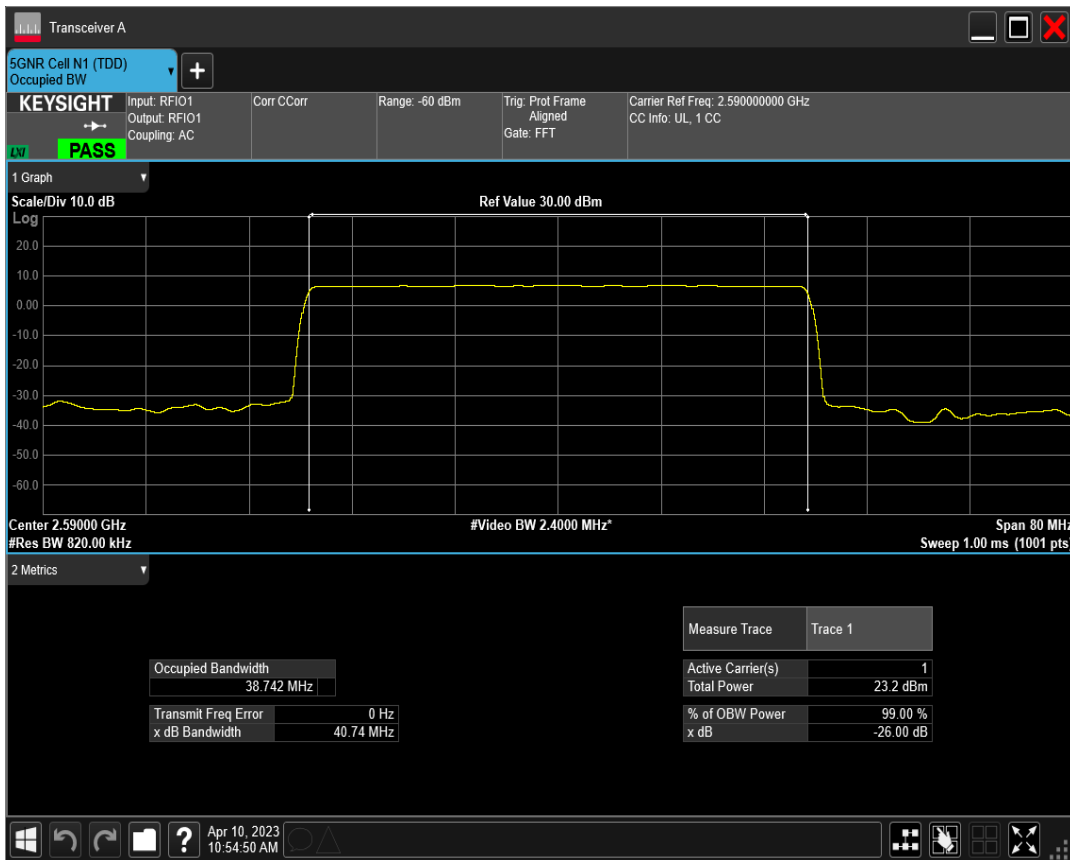 Transceiver A
5GNR Cell N1 (TDD)
Occupied BW
+
KEYSIGHT
LXI
PASS
Input: RFIO1
Output: RFIO1
Coupling: AC
Corr CCorr
Range: -60 dBm
Trig: Prot Frame
Aligned
Gate: FFT
Carrier Ref Freq: 2.590000000 GHz
CC Info: UL, 1 CC
1 Graph
Scale/Div 10.0 dB
Ref Value 30.00 dBm
Log
20.0
10.0
0.00
-10.0
-20.0
-30.0
-40.0
-50.0
-60.0
Center 2.59000 GHz
#Video BW 2.4000 MHz*
Span 80 MHz
#Res BW 820.00 kHz
Sweep 1.00 ms (1001 pts)
2 Metrics
Measure Trace Trace 1
Occupied Bandwidth
38.742 MHz
Active Carrier(s) 1
Total Power 23.2 dBm
Transmit Freq Error 0 Hz
x dB Bandwidth 40.74 MHz
% of OBW Power 99.00 %
x dB -26.00 dB
?
Apr 10, 2023
10:54:50 AM